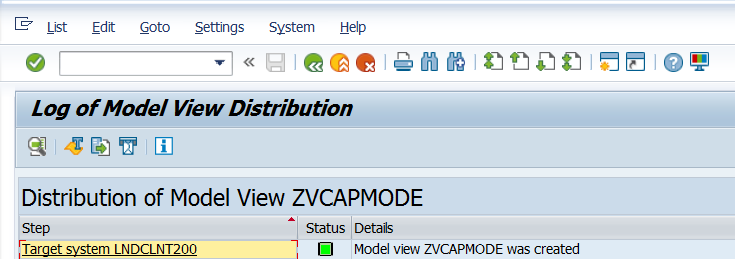 List Edit Goto Settings System Help
Log of Model View Distribution
Distribution of Model View ZVCAPMODE
Step Status Details
Target system LNDCLNT200 Model view ZVCAPMODE was created